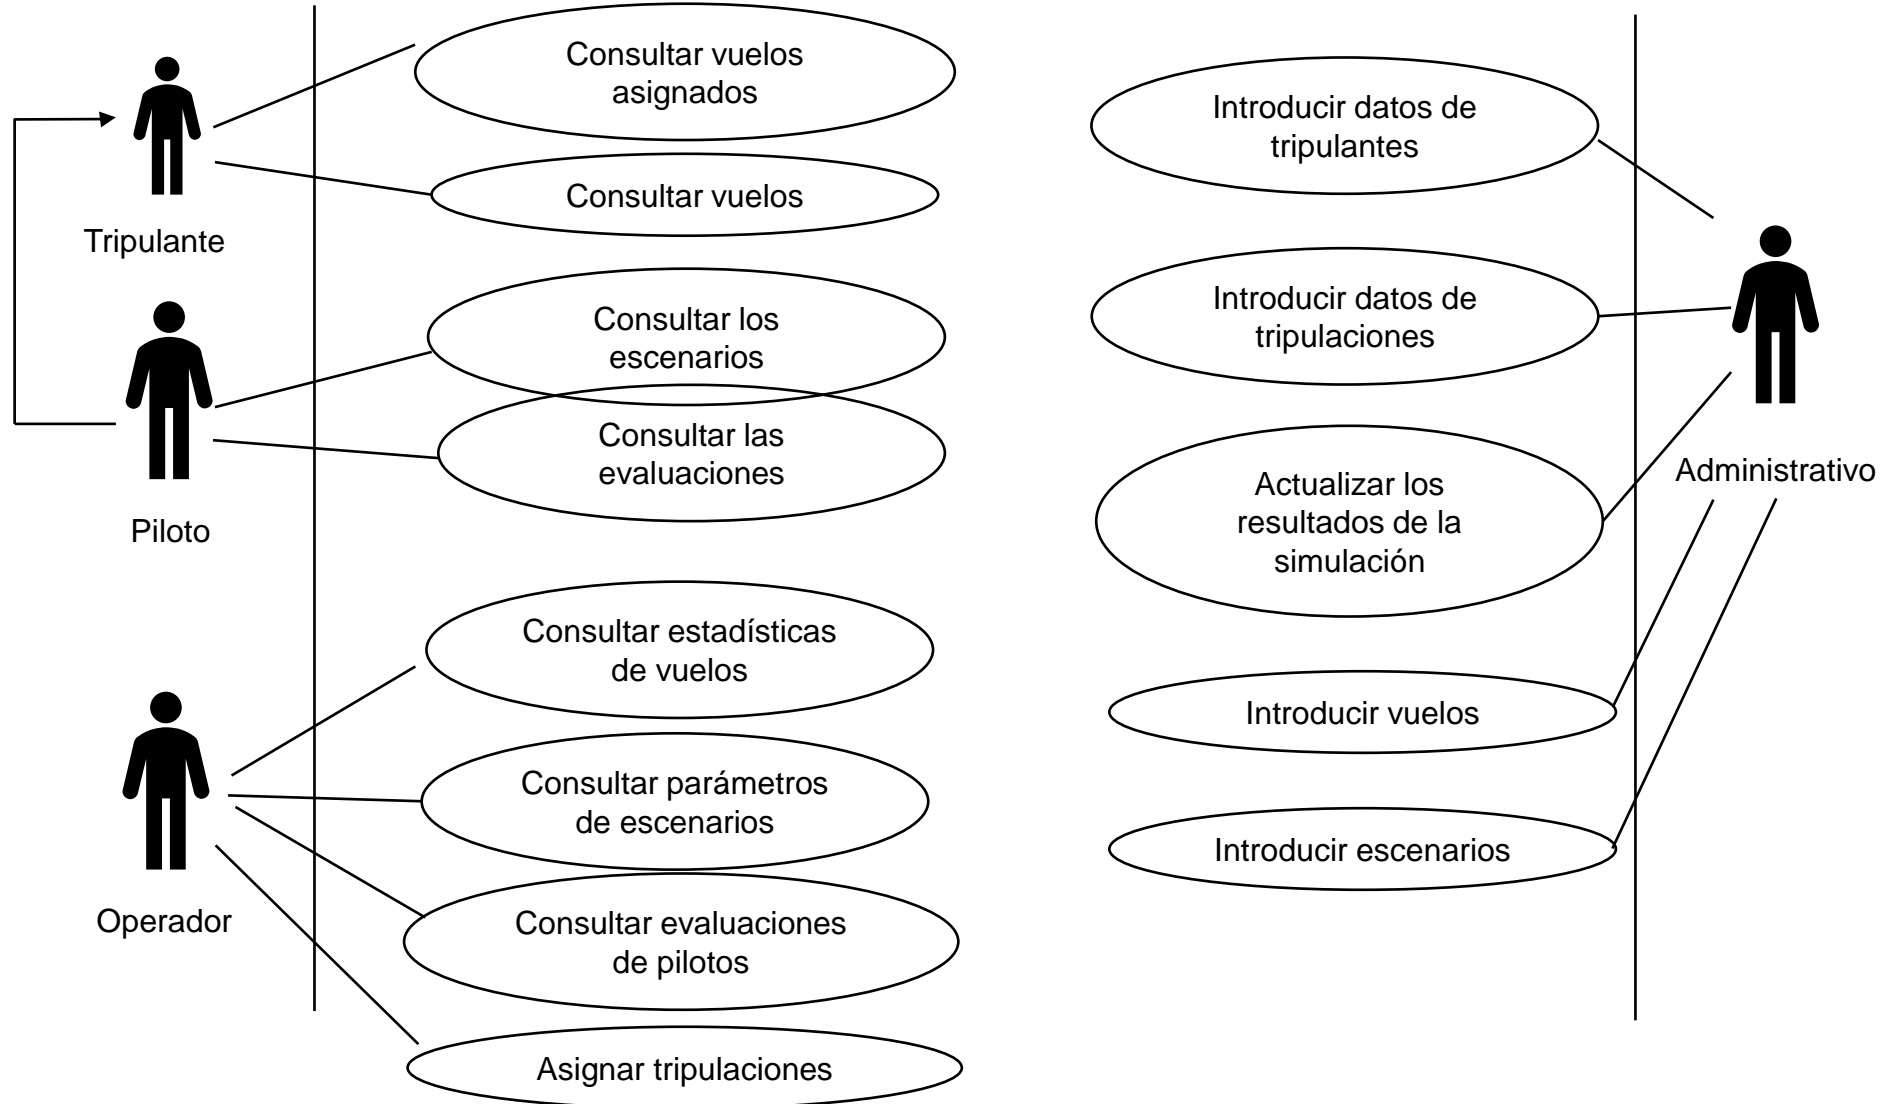 Consultar vuelos
asignados
Consultar vuelos
Tripulante
Consultar los
escenarios
Consultar las
evaluaciones
Piloto
Consultar estadísticas
de vuelos
Consultar parámetros
de escenarios
Consultar evaluaciones
de pilotos
Operador
Asignar tripulaciones
Introducir datos de
tripulantes
Introducir datos de
tripulaciones
Actualizar los
resultados de la
simulación
Administrativo
Introducir vuelos
Introducir escenarios